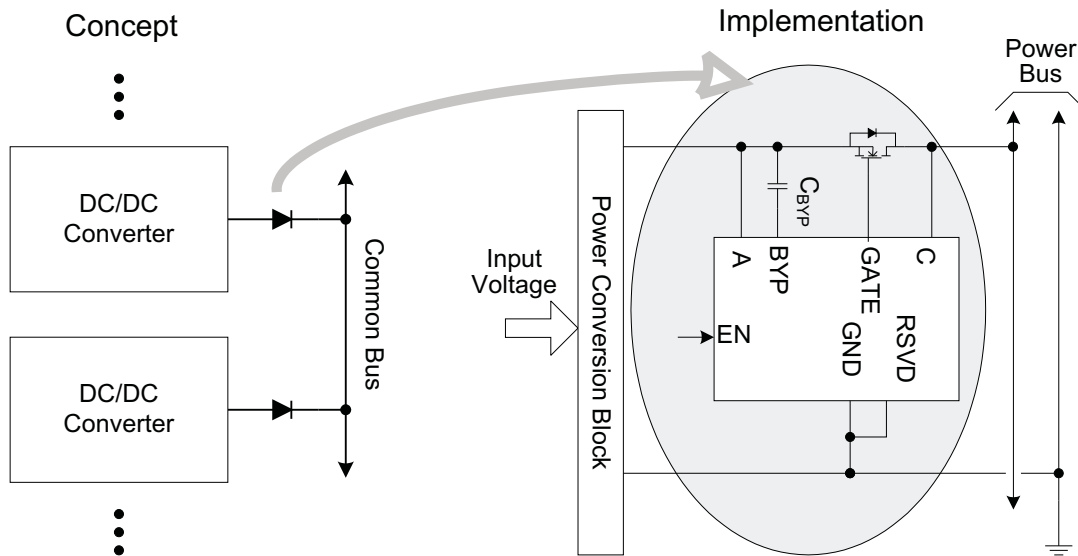 Concept
DC/DC
Converter
DC/DC
Converter
Common Bus
Implementation
Power
Bus
Input
Voltage
Power Conversion Block
C_BYP
A
BYP
GATE
C
EN
GND
RSVD